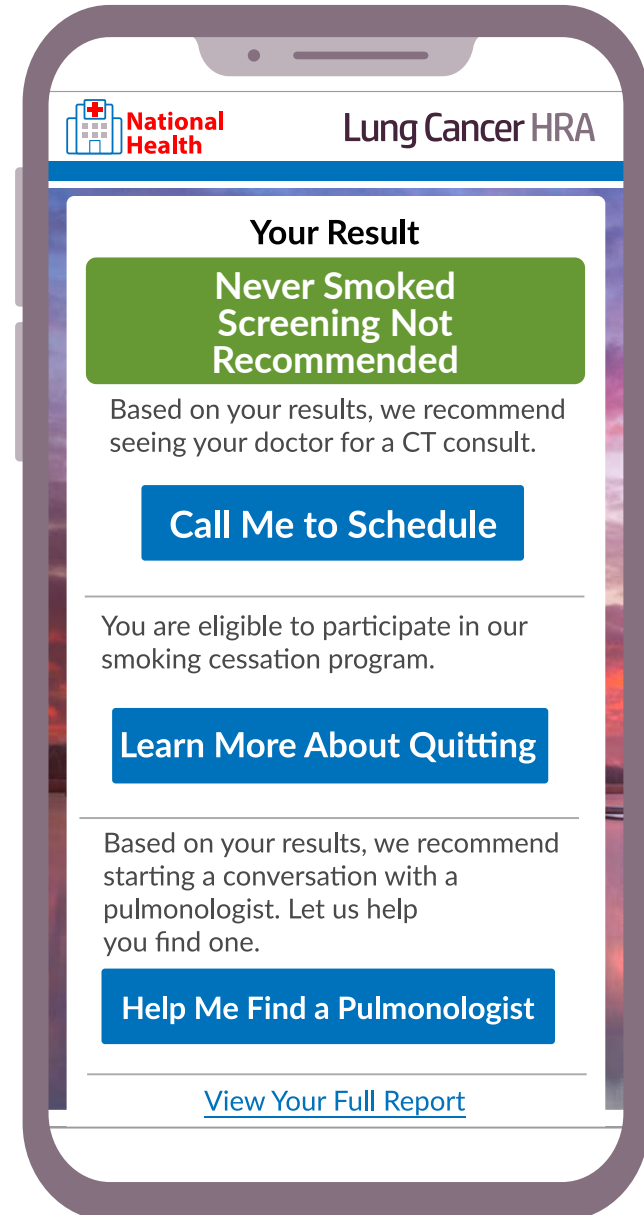 National
Health
Lung Cancer HRA
Your Result
Never Smoked
Screening Not
Recommended
Based on your results, we recommend
seeing your doctor for a CT consult.
Call Me to Schedule
You are eligible to participate in our
smoking cessation program.
Learn More About Quitting
Based on your results, we recommend
starting a conversation with a
pulmonologist. Let us help
you find one.
Help Me Find a Pulmonologist
View Your Full Report